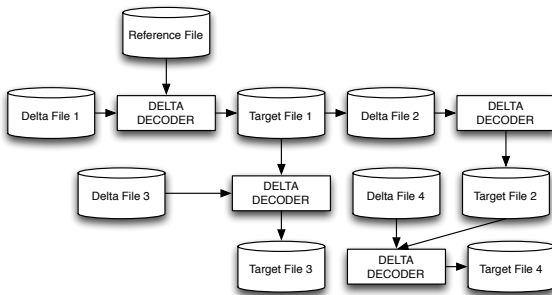 Reference File
Delta File 1
DELTA
DECODER
Target File 1
Delta File 2
DELTA
DECODER
Delta File 3
DELTA
DECODER
Delta File 4
Target File 2
Target File 3
DELTA
DECODER
Target File 4